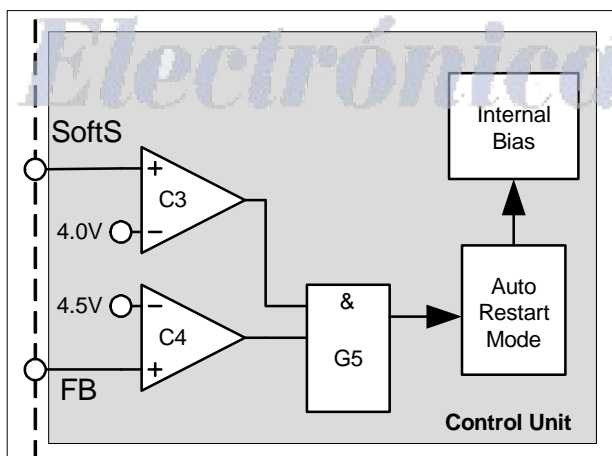 Electrónica
SoftS
Internal
Bias
+
C3
4.0V
−
4.5V
−
&
Auto
Restart
Mode
C4
G5
+
FB
Control Unit